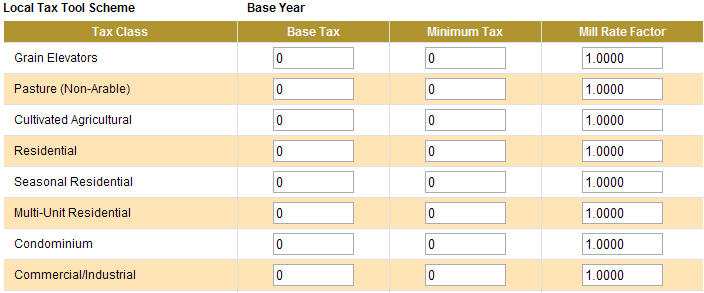 Local Tax Tool Scheme Base Year
Tax Class Base Tax Minimum Tax Mill Rate Factor
Grain Elevators 0 0 1.0000
Pasture (Non-Arable) 0 0 1.0000
Cultivated Agricultural 0 0 1.0000
Residential 0 0 1.0000
Seasonal Residential 0 0 1.0000
Multi-Unit Residential 0 0 1.0000
Condominium 0 0 1.0000
Commercial/Industrial 0 0 1.0000